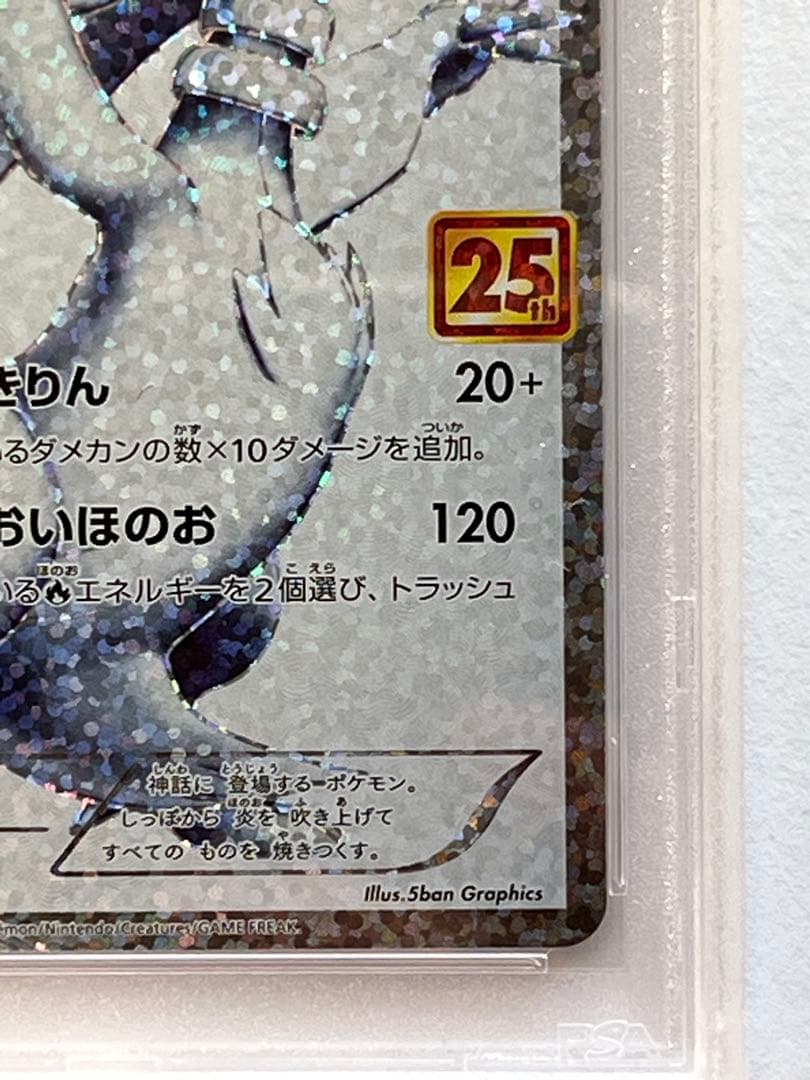 25th
きりん 20+
るダメカンの数×10ダメージを追加。
おいほのお 120
いる エネルギーを2個選び、トラッシュ
神話に 登場する ポケモン。
しっぽから 炎を 吹き上げて
すべての ものを 焼きつくす。
Illus.5ban Graphics
émon/Nintendo/Creatures/GAME FREAK.
PSA